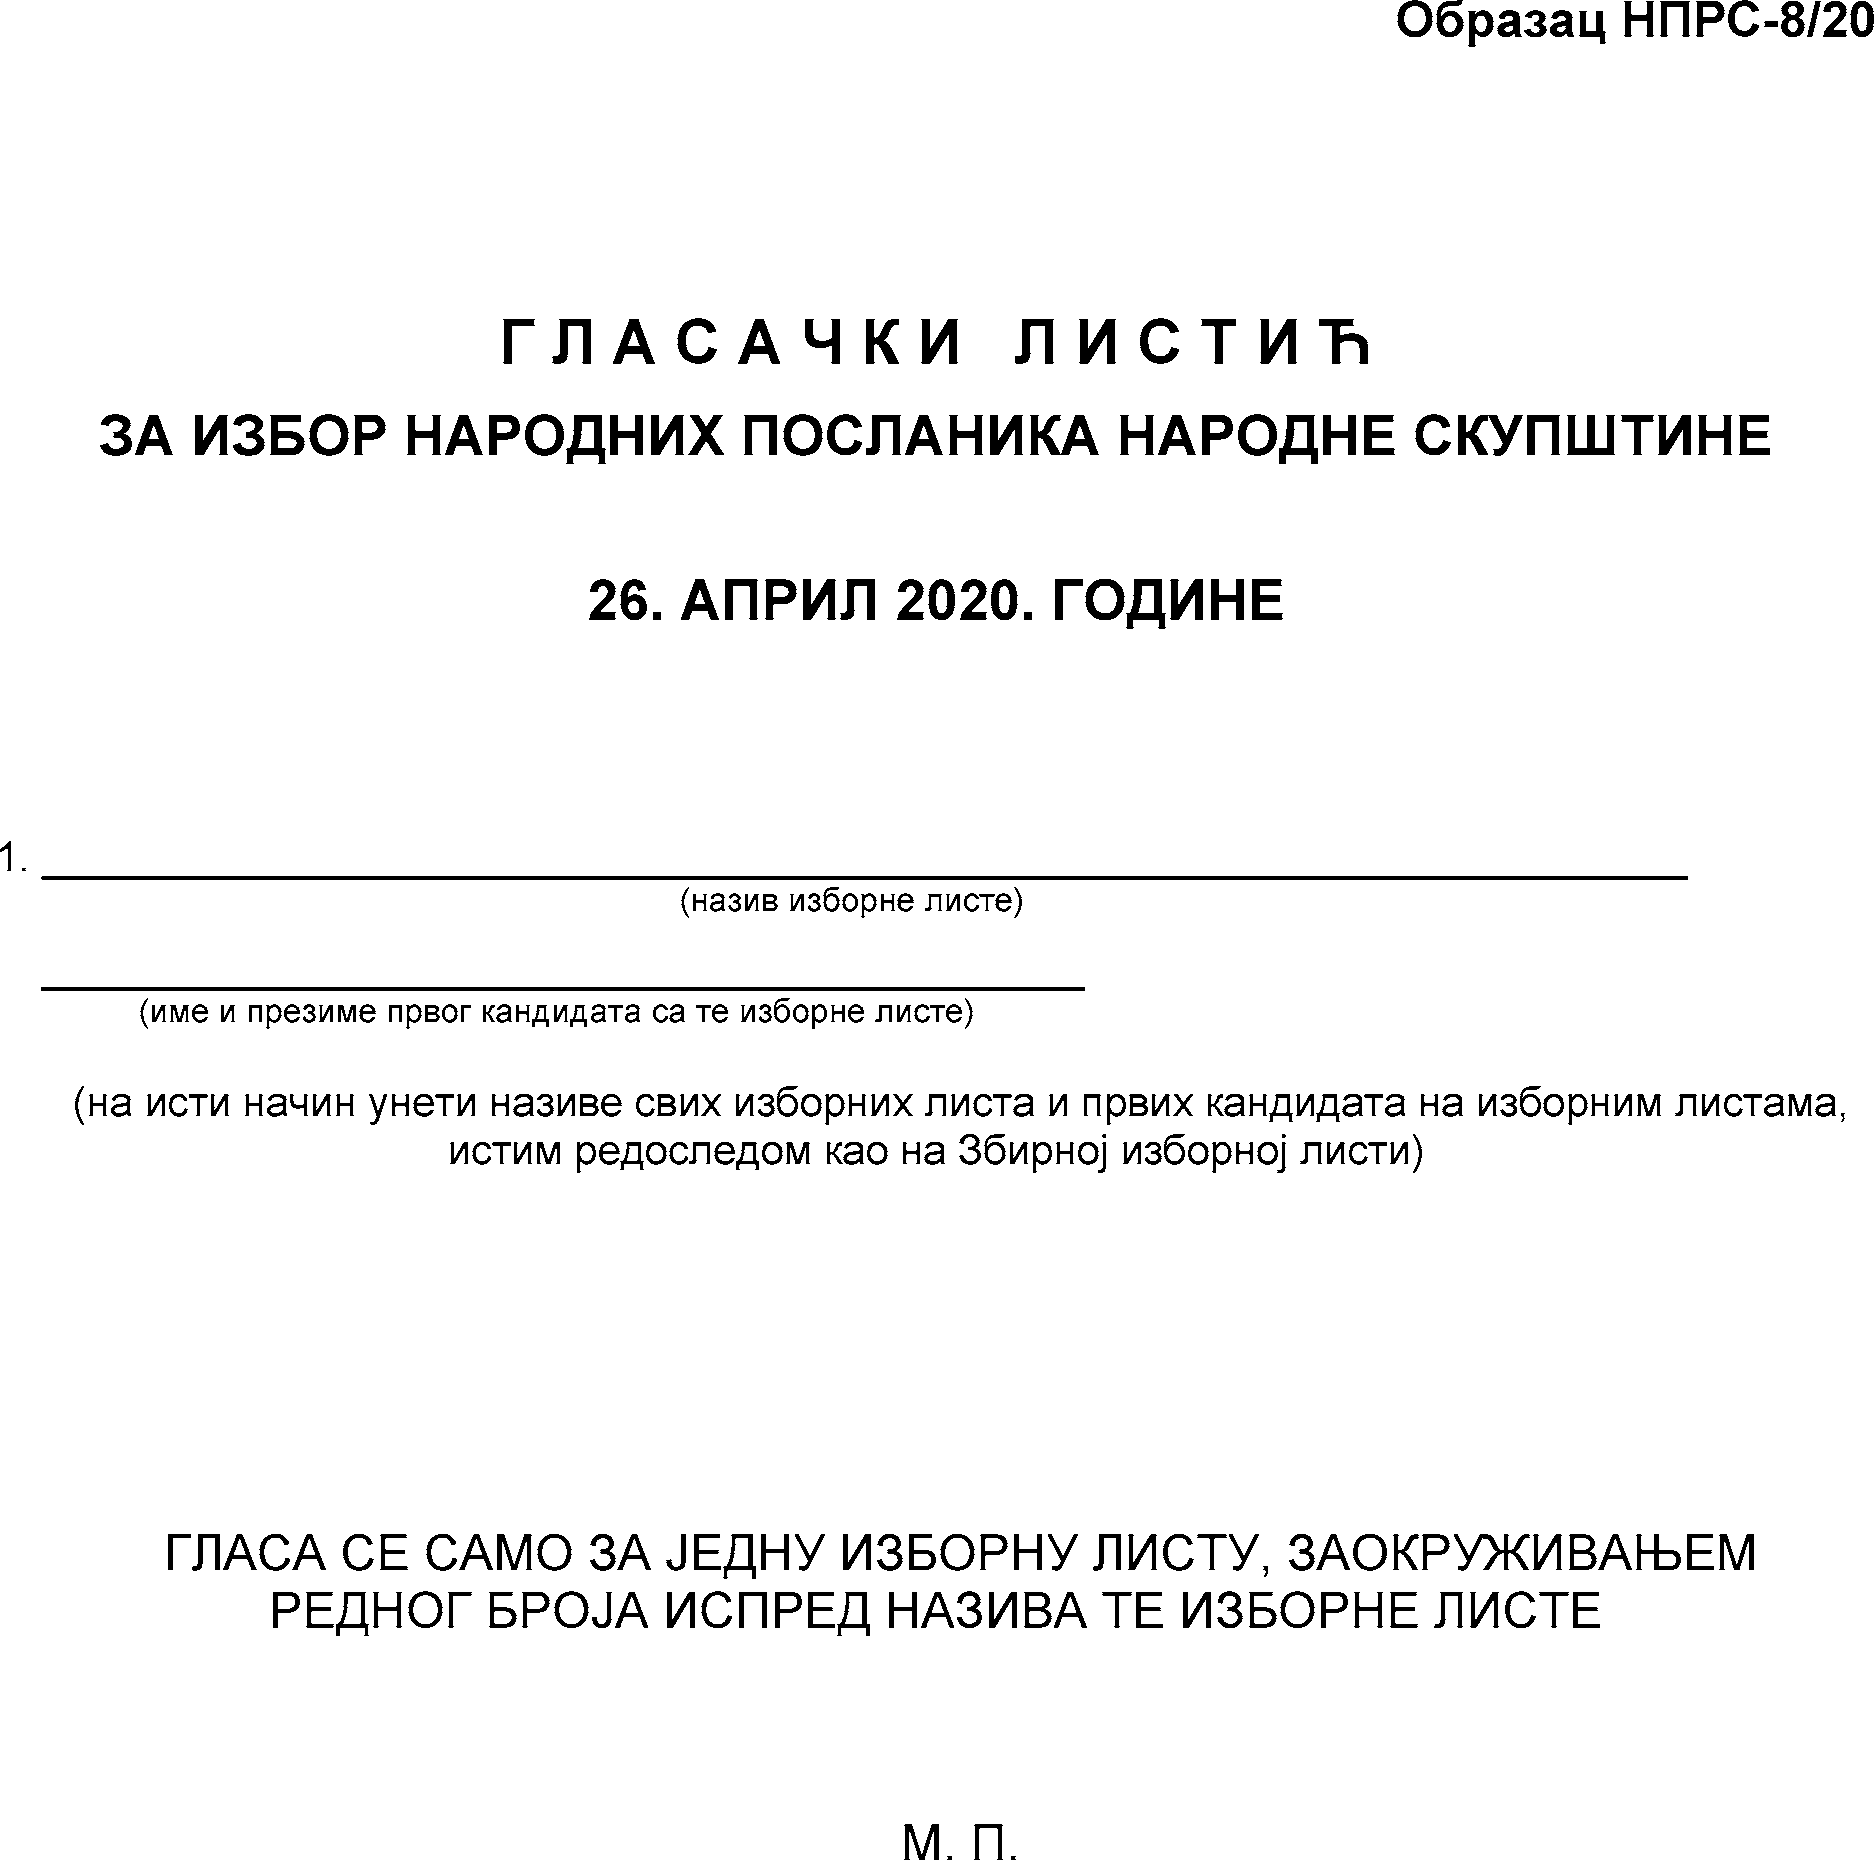 Образац НПРС-8/20
Г Л А С А Ч К И Л И С Т И Ћ
ЗА ИЗБОР НАРОДНИХ ПОСЛАНИКА НАРОДНЕ СКУПШТИНЕ
26. АПРИЛ 2020. ГОДИНЕ
1.
(назив изборне листе)
(име и презиме првог кандидата са те изборне листе)
(на исти начин унети називе свих изборних листа и првих кандидата на изборним листама,
истим редоследом као на Збирној изборној листи)
ГЛАСА СЕ САМО ЗА ЈЕДНУ ИЗБОРНУ ЛИСТУ, ЗАОКРУЖИВАЊЕМ
РЕДНОГ БРОЈА ИСПРЕД НАЗИВА ТЕ ИЗБОРНЕ ЛИСТЕ
М. П.